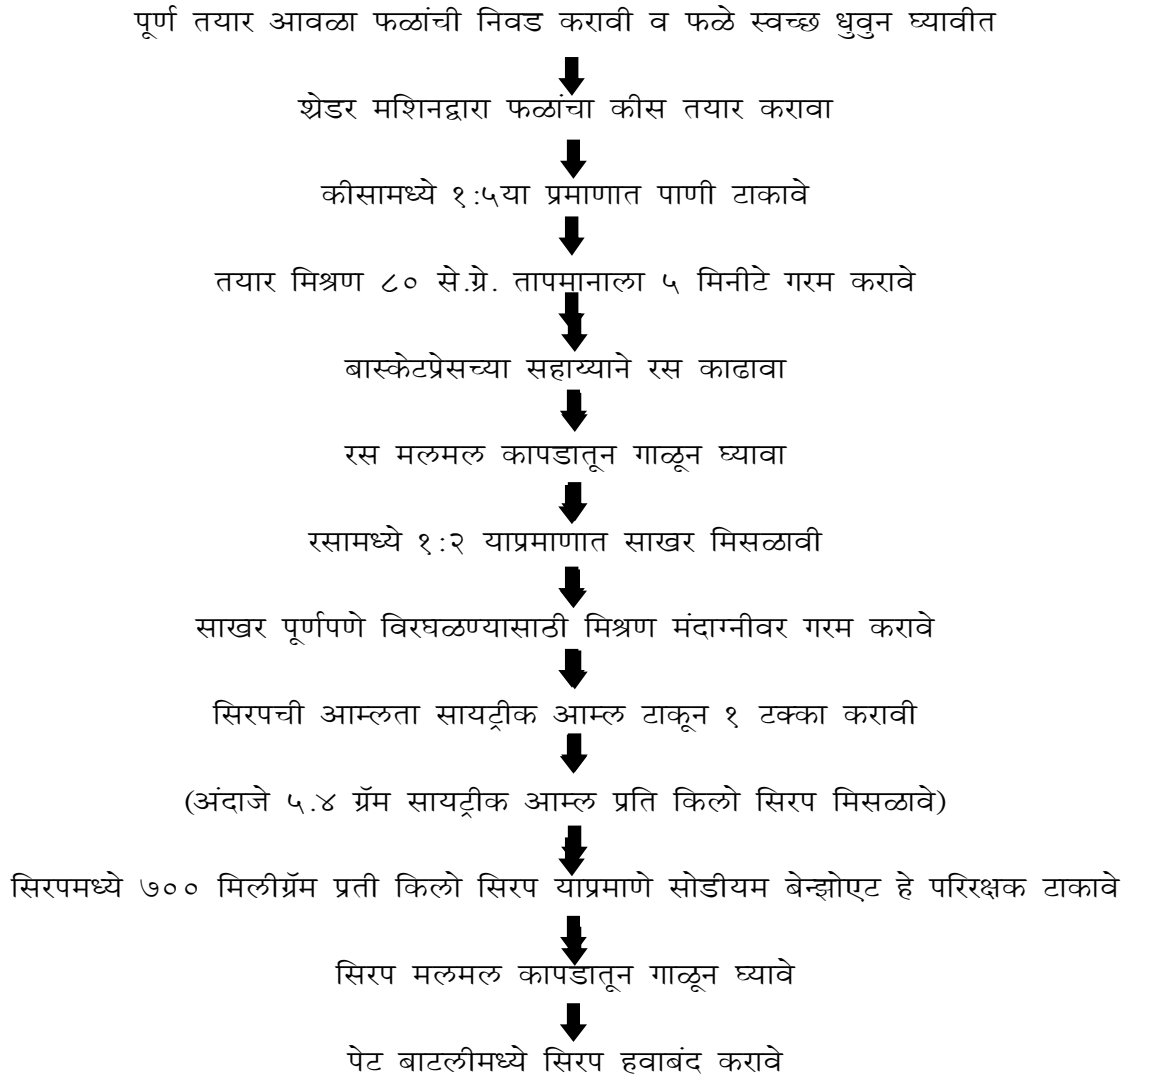 पूर्ण तयार आवळा फळांची निवड करावी व फळे स्वच्छ धुवुन घ्यावीत
श्रेडर मशिनद्वारा फळांचा कीस तयार करावा
कीसामध्ये १:५या प्रमाणात पाणी टाकावे
तयार मिश्रण ८० से.ग्रे. तापमानाला ५ मिनीटे गरम करावे
बास्केटप्रेसच्या सहाय्याने रस काढावा
रस मलमल कापडातून गाळून घ्यावा
रसामध्ये १:२ याप्रमाणात साखर मिसळावी
साखर पूर्णपणे विरघळण्यासाठी मिश्रण मंदाग्नीवर गरम करावे
सिरपची आम्लता सायट्रीक आम्ल टाकून १ टक्का करावी
(अंदाजे ५.४ ग्रॅम सायट्रीक आम्ल प्रति किलो सिरप मिसळावे)
सिरपमध्ये ७०० मिलीग्रॅम प्रती किलो सिरप याप्रमाणे सोडीयम बेन्झोएट हे परिरक्षक टाकावे
सिरप मलमल कापडातून गाळून घ्यावे
पेट बाटलीमध्ये सिरप हवाबंद करावे